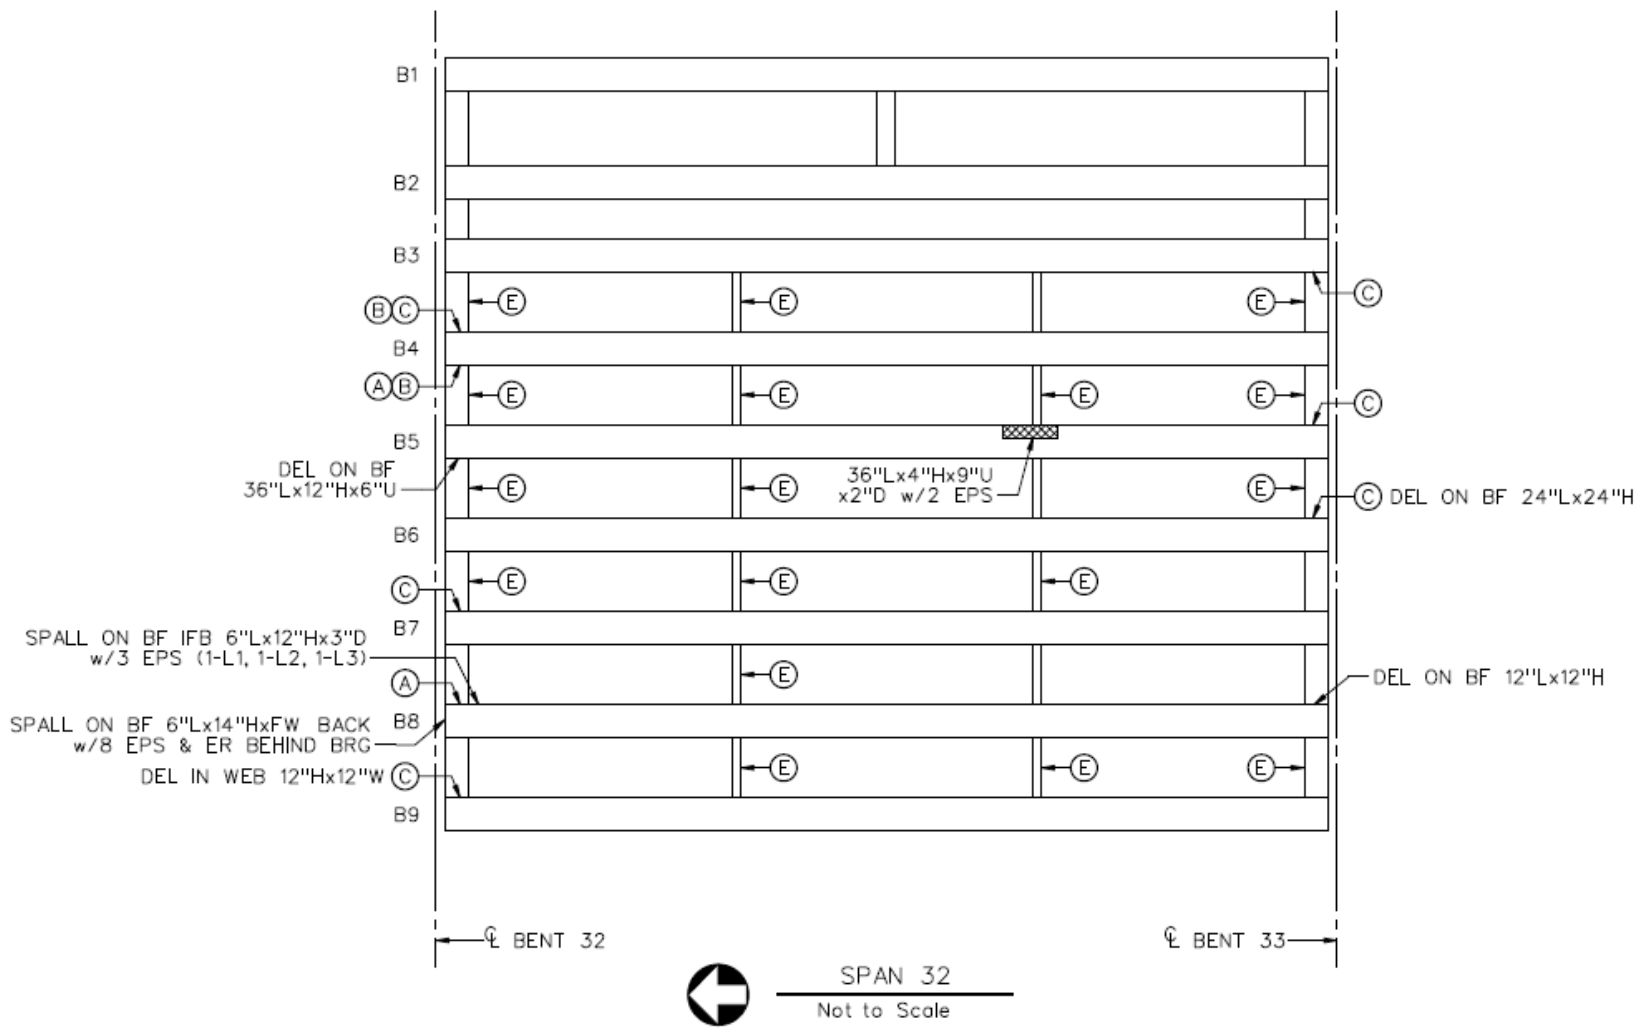 B1
B2
B3
E E E C
B C
B4
A B
E E E E C
B5
DEL ON BF
36"Lx12"Hx6"U
36"Lx4"Hx9"U
x2"D w/2 EPS
E E E
C DEL ON BF 24"Lx24"H
B6
E E E
C
B7
SPALL ON BF IFB 6"Lx12"Hx3"D
w/3 EPS (1-L1, 1-L2, 1-L3)
E
A
DEL ON BF 12"Lx12"H
B8
SPALL ON BF 6"Lx14"HxFW BACK
w/8 EPS & ER BEHIND BRG
E E E
DEL IN WEB 12"Hx12"W C
B9
℄ BENT 32
℄ BENT 33
SPAN 32
Not to Scale